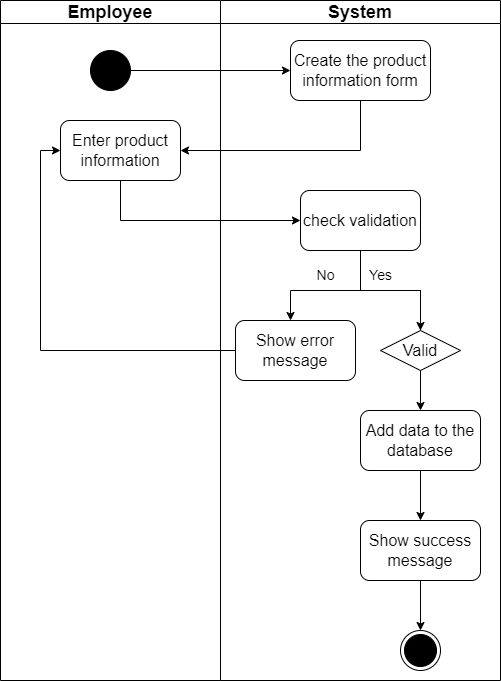 Employee
System
Create the product
information form
Enter product
information
check validation
No
Yes
Show error
message
Valid
Add data to the
database
Show success
message